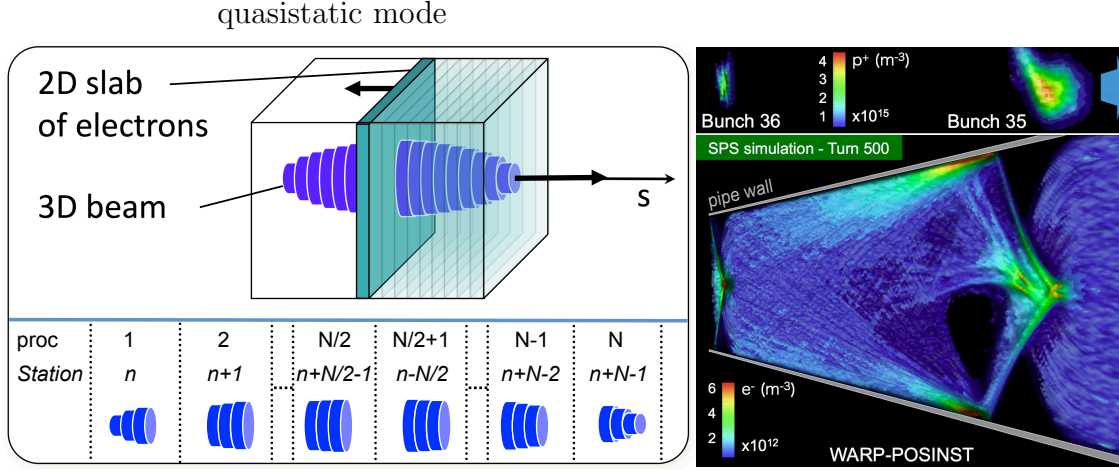 quasistatic mode
2D slab
of electrons
3D beam
s
proc 1 2 N/2 N/2+1 N-1 N
Station n n+1 n+N/2-1 n-N/2 n+N-2 n+N-1
4
3
2
1
p⁺ (m⁻³)
x10¹⁵
Bunch 36
Bunch 35
SPS simulation - Turn 500
pipe wall
6
4
2
e⁻ (m⁻³)
x10¹²
WARP-POSINST